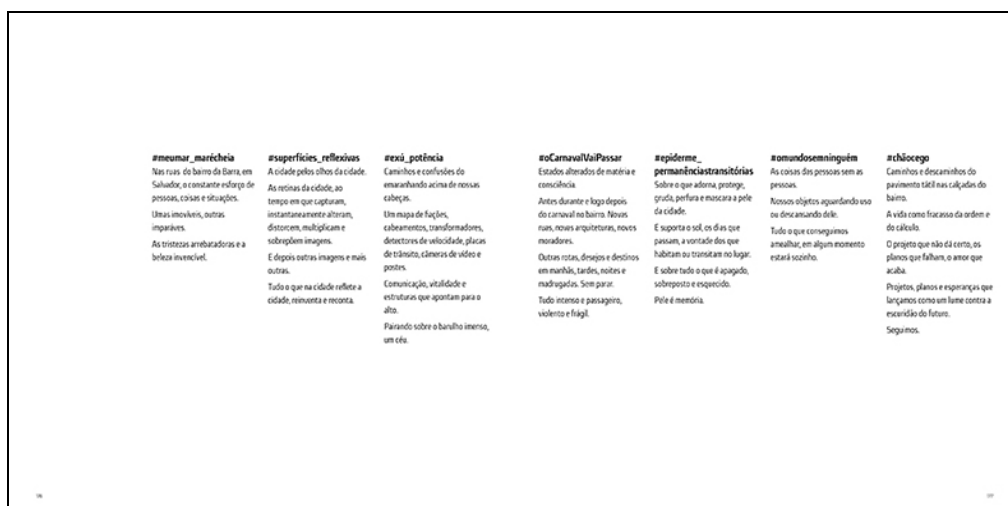 #meumar_marécheia
Nas ruas do bairro da Barra, em
Salvador, o constante esforço de
pessoas, coisas e situações.
Umas imovíveis, outras
imparáveis.
As tristezas arrebatadoras e a
beleza invencível.
#superfícies_reflexivas
A cidade pelos olhos da cidade.
As retinas da cidade, ao
tempo em que capturam,
instantaneamente alteram,
distorcem, multiplicam e
sobrepõem imagens.
E depois outras imagens e mais
outras.
Tudo o que na cidade reflete a
cidade, reinventa e reconta.
#exú_potência
Caminhos e confusões do
emaranhando acima de nossas
cabeças.
Um mapa de fiações,
cabeamentos, transformadores,
detectores de velocidade, placas
de trânsito, câmeras de vídeo e
postes.
Comunicação, vitalidade e
estruturas que apontam para o
alto.
Pairando sobre o barulho imenso,
um céu.
#oCarnavalVaiPassar
Estados alterados de matéria e
consciência.
Antes durante e logo depois
do carnaval no bairro. Novas
ruas, novas arquiteturas, novos
moradores.
Outras rotas, desejos e destinos
em manhãs, tardes, noites e
madrugadas. Sem parar.
Tudo intenso e passageiro,
violento e frágil.
#epiderme_
permanênciastransitórias
Sobre o que adorna, protege,
gruda, perfura e mascara a pele
da cidade.
E suporta o sol, os dias que
passam, a vontade dos que
habitam ou transitam no lugar.
E sobre tudo o que é apagado,
sobreposto e esquecido.
Pele é memória.
#omundosemninguém
As coisas das pessoas sem as
pessoas.
Nossos objetos aguardando uso
ou descansando dele.
Tudo o que conseguimos
amealhar, em algum momento
estará sozinho.
#chãocego
Caminhos e descaminhos do
pavimento tátil nas calçadas do
bairro.
A vida como fracasso da ordem e
do cálculo.
O projeto que não dá certo, os
planos que falham, o amor que
acaba.
Projetos, planos e esperanças que
lançamos como um lume contra a
escuridão do futuro.
Seguimos.